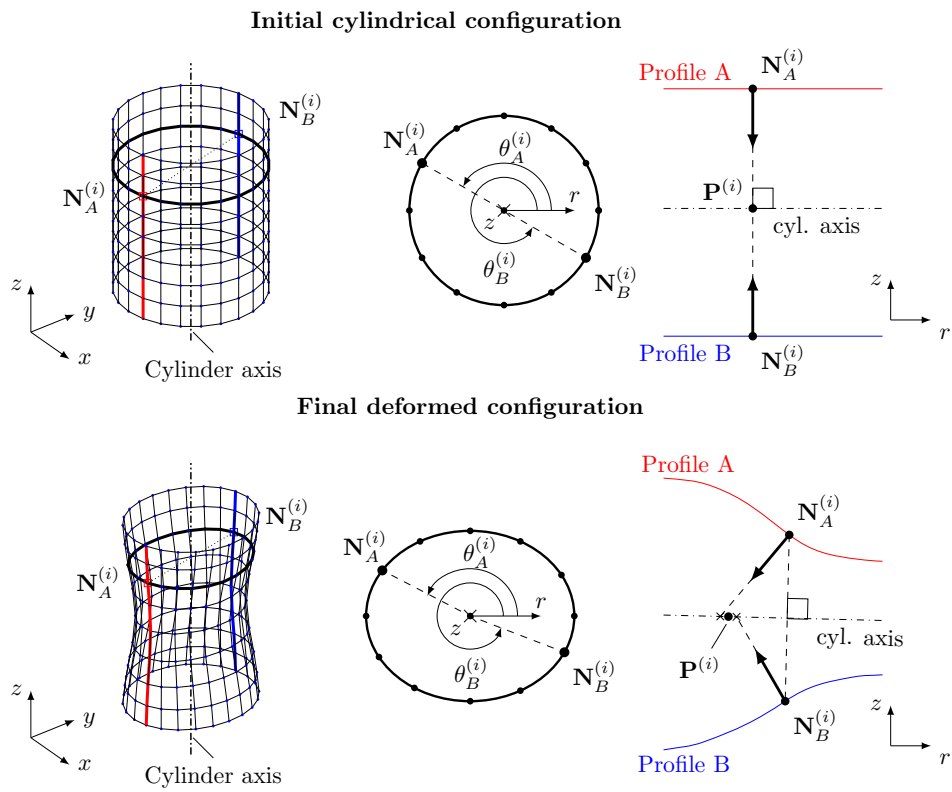 Initial cylindrical configuration
N_B^(i)
N_A^(i)
z
y
x
Cylinder axis
N_A^(i)
θ_A^(i)
r
z
θ_B^(i)
N_B^(i)
Profile A
N_A^(i)
P^(i)
cyl. axis
z
r
Profile B
N_B^(i)
Final deformed configuration
N_B^(i)
N_A^(i)
z
y
x
Cylinder axis
N_A^(i)
θ_A^(i)
r
z
θ_B^(i)
N_B^(i)
Profile A
N_A^(i)
cyl. axis
P^(i)
z
r
N_B^(i)
Profile B